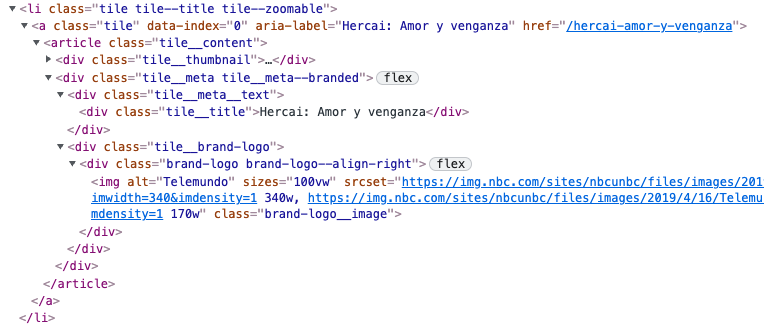 ▼<li class="tile tile--title tile--zoomable">
▼<a class="tile" data-index="0" aria-label="Hercai: Amor y venganza" href="/hercai-amor-y-venganza">
▼<article class="tile__content">
▶<div class="tile__thumbnail">…</div>
▼<div class="tile__meta tile__meta--branded"> flex
▼<div class="tile__meta__text">
<div class="tile__title">Hercai: Amor y venganza</div>
</div>
▼<div class="tile__brand-logo">
▼<div class="brand-logo brand-logo--align-right"> flex
<img alt="Telemundo" sizes="100vw" srcset="https://img.nbc.com/sites/nbcunbc/files/images/201
imwidth=340&imdensity=1 340w, https://img.nbc.com/sites/nbcunbc/files/images/2019/4/16/Telemu
mdensity=1 170w" class="brand-logo__image">
</div>
</div>
</div>
</article>
</a>
</li>